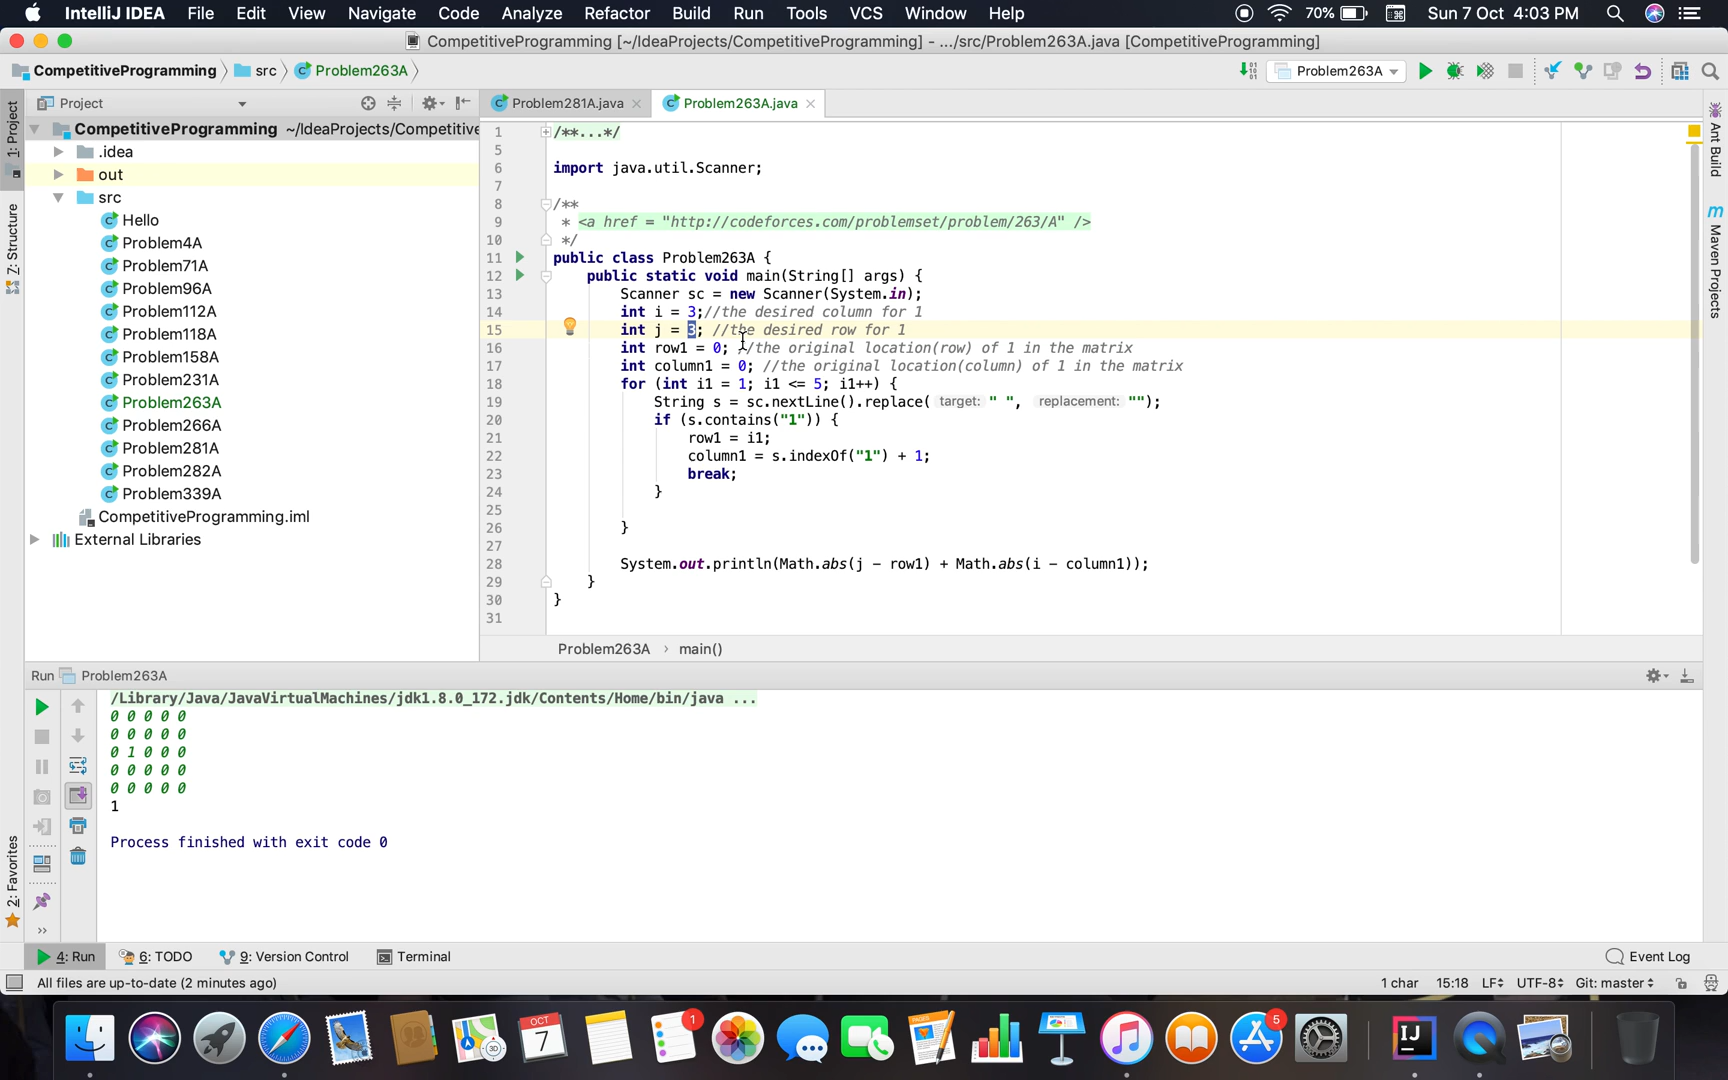 IntelliJ IDEA File Edit View Navigate Code Analyze Refactor Build Run Tools VCS Window Help 70% Sun 7 Oct 4:03 PM
CompetitiveProgramming [~/IdeaProjects/CompetitiveProgramming] - .../src/Problem263A.java [CompetitiveProgramming]
CompetitiveProgramming src Problem263A Problem263A
Project Problem281A.java Problem263A.java
CompetitiveProgramming ~/IdeaProjects/Competitive
.idea
out
src
Hello
Problem4A
Problem71A
Problem96A
Problem112A
Problem118A
Problem158A
Problem231A
Problem263A
Problem266A
Problem281A
Problem282A
Problem339A
CompetitiveProgramming.iml
External Libraries
1: Project
7: Structure
2: Favorites
1 /**...*/
5
6 import java.util.Scanner;
7
8 /**
9 * <a href = "http://codeforces.com/problemset/problem/263/A" />
10 */
11 public class Problem263A {
12 public static void main(String[] args) {
13 Scanner sc = new Scanner(System.in);
14 int i = 3;//the desired column for 1
15 int j = 3; //the desired row for 1
16 int row1 = 0; //the original location(row) of 1 in the matrix
17 int column1 = 0; //the original location(column) of 1 in the matrix
18 for (int i1 = 1; i1 <= 5; i1++) {
19 String s = sc.nextLine().replace( target: " ", replacement: "");
20 if (s.contains("1")) {
21 row1 = i1;
22 column1 = s.indexOf("1") + 1;
23 break;
24 }
25
26 }
27
28 System.out.println(Math.abs(j - row1) + Math.abs(i - column1));
29 }
30 }
31
Problem263A › main()
Ant Build
m Maven Projects
Run Problem263A
/Library/Java/JavaVirtualMachines/jdk1.8.0_172.jdk/Contents/Home/bin/java ...
0 0 0 0 0
0 0 0 0 0
0 1 0 0 0
0 0 0 0 0
0 0 0 0 0
1
Process finished with exit code 0
4: Run 6: TODO 9: Version Control Terminal Event Log
All files are up-to-date (2 minutes ago) 1 char 15:18 LF÷ UTF-8÷ Git: master÷
OCT
7
3D
1
5
IJ